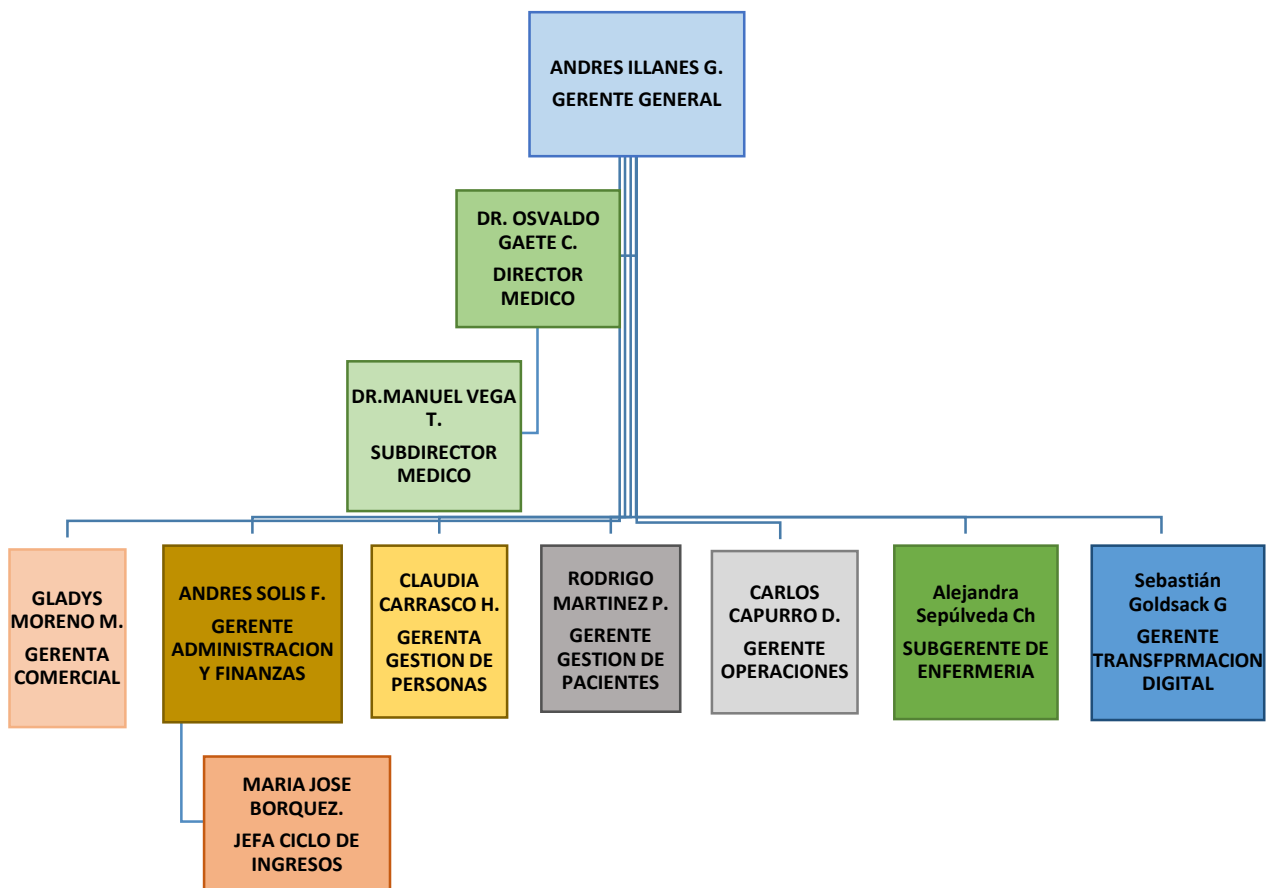 ANDRES ILLANES G.
GERENTE GENERAL
DR. OSVALDO
GAETE C.
DIRECTOR
MEDICO
DR.MANUEL VEGA
T.
SUBDIRECTOR
MEDICO
GLADYS
MORENO M.
GERENTA
COMERCIAL
ANDRES SOLIS F.
GERENTE
ADMINISTRACION
Y FINANZAS
CLAUDIA
CARRASCO H.
GERENTA
GESTION DE
PERSONAS
RODRIGO
MARTINEZ P.
GERENTE
GESTION DE
PACIENTES
CARLOS
CAPURRO D.
GERENTE
OPERACIONES
Alejandra
Sepúlveda Ch
SUBGERENTE DE
ENFERMERIA
Sebastián
Goldsack G
GERENTE
TRANSFPRMACION
DIGITAL
MARIA JOSE
BORQUEZ.
JEFA CICLO DE
INGRESOS